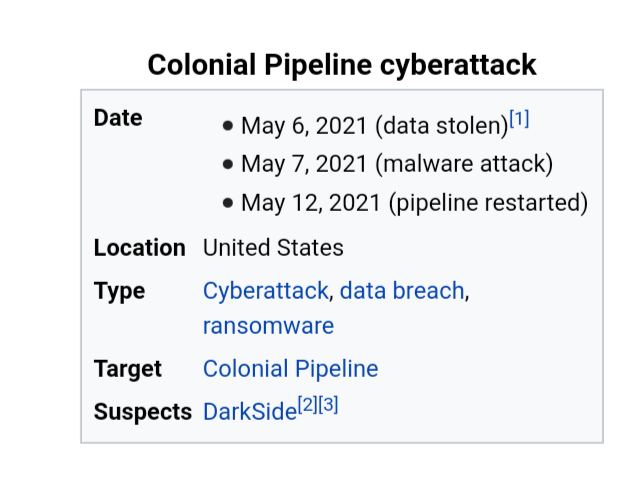 Colonial Pipeline cyberattack
Date
• May 6, 2021 (data stolen)[1]
• May 7, 2021 (malware attack)
• May 12, 2021 (pipeline restarted)
Location United States
Type Cyberattack, data breach,
ransomware
Target Colonial Pipeline
Suspects DarkSide[2][3]